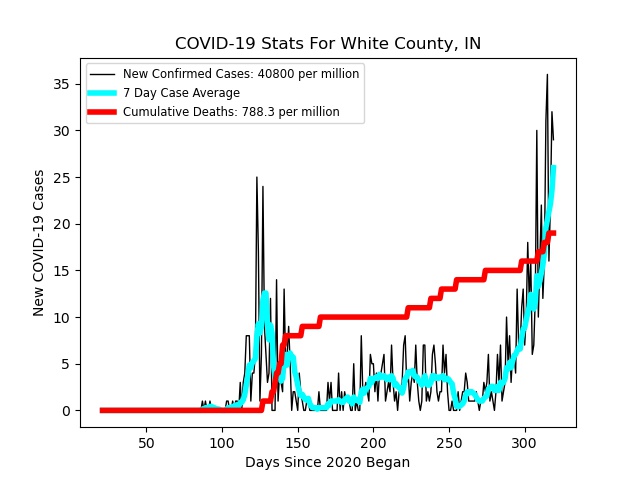 COVID-19 Stats For White County, IN
New Confirmed Cases: 40800 per million
7 Day Case Average
Cumulative Deaths: 788.3 per million
35
30
25
20
15
10
5
0
New COVID-19 Cases
50 100 150 200 250 300
Days Since 2020 Began